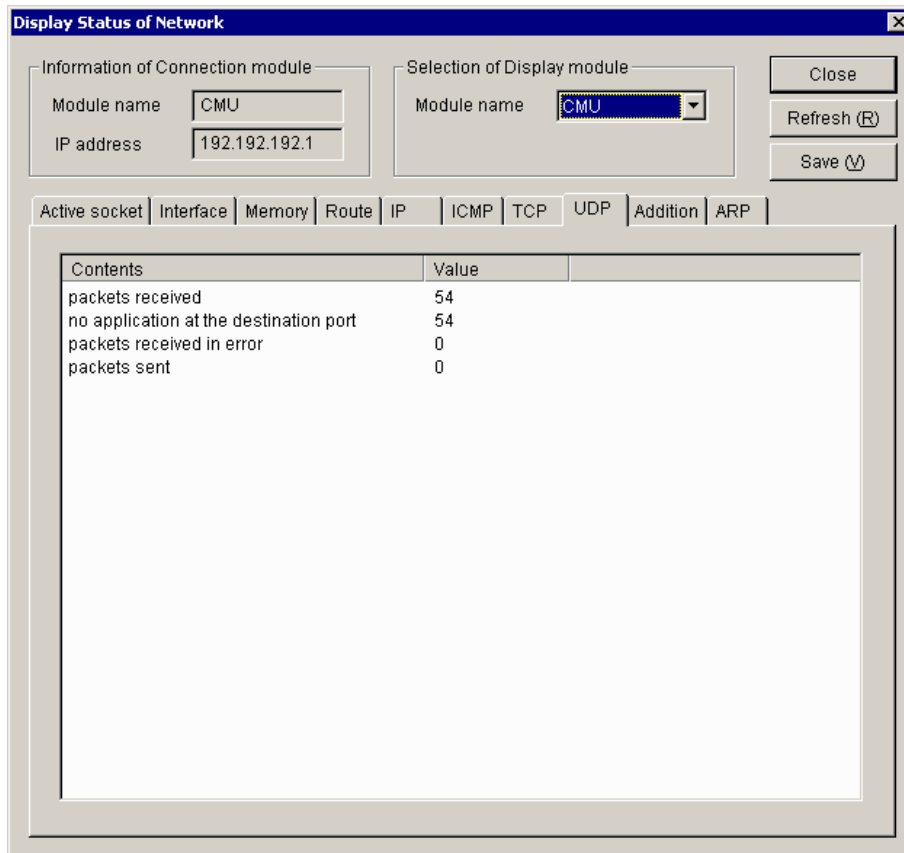 Display Status of Network
Information of Connection module
Module name CMU
IP address 192.192.192.1
Selection of Display module
Module name CMU
Close
Refresh (R)
Save (V)
Active socket Interface Memory Route IP ICMP TCP UDP Addition ARP
Contents Value
packets received 54
no application at the destination port 54
packets received in error 0
packets sent 0